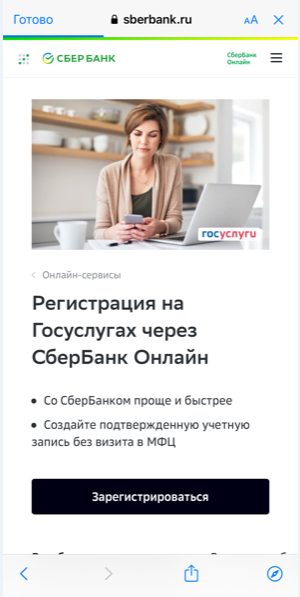 Готово sberbank.ru АА
СБЕР БАНК
СберБанк
Онлайн
госуслуги
Онлайн-сервисы
Регистрация на
Госуслугах через
СберБанк Онлайн
Со СберБанком проще и быстрее
Создайте подтвержденную учетную
запись без визита в МФЦ
Зарегистрироваться